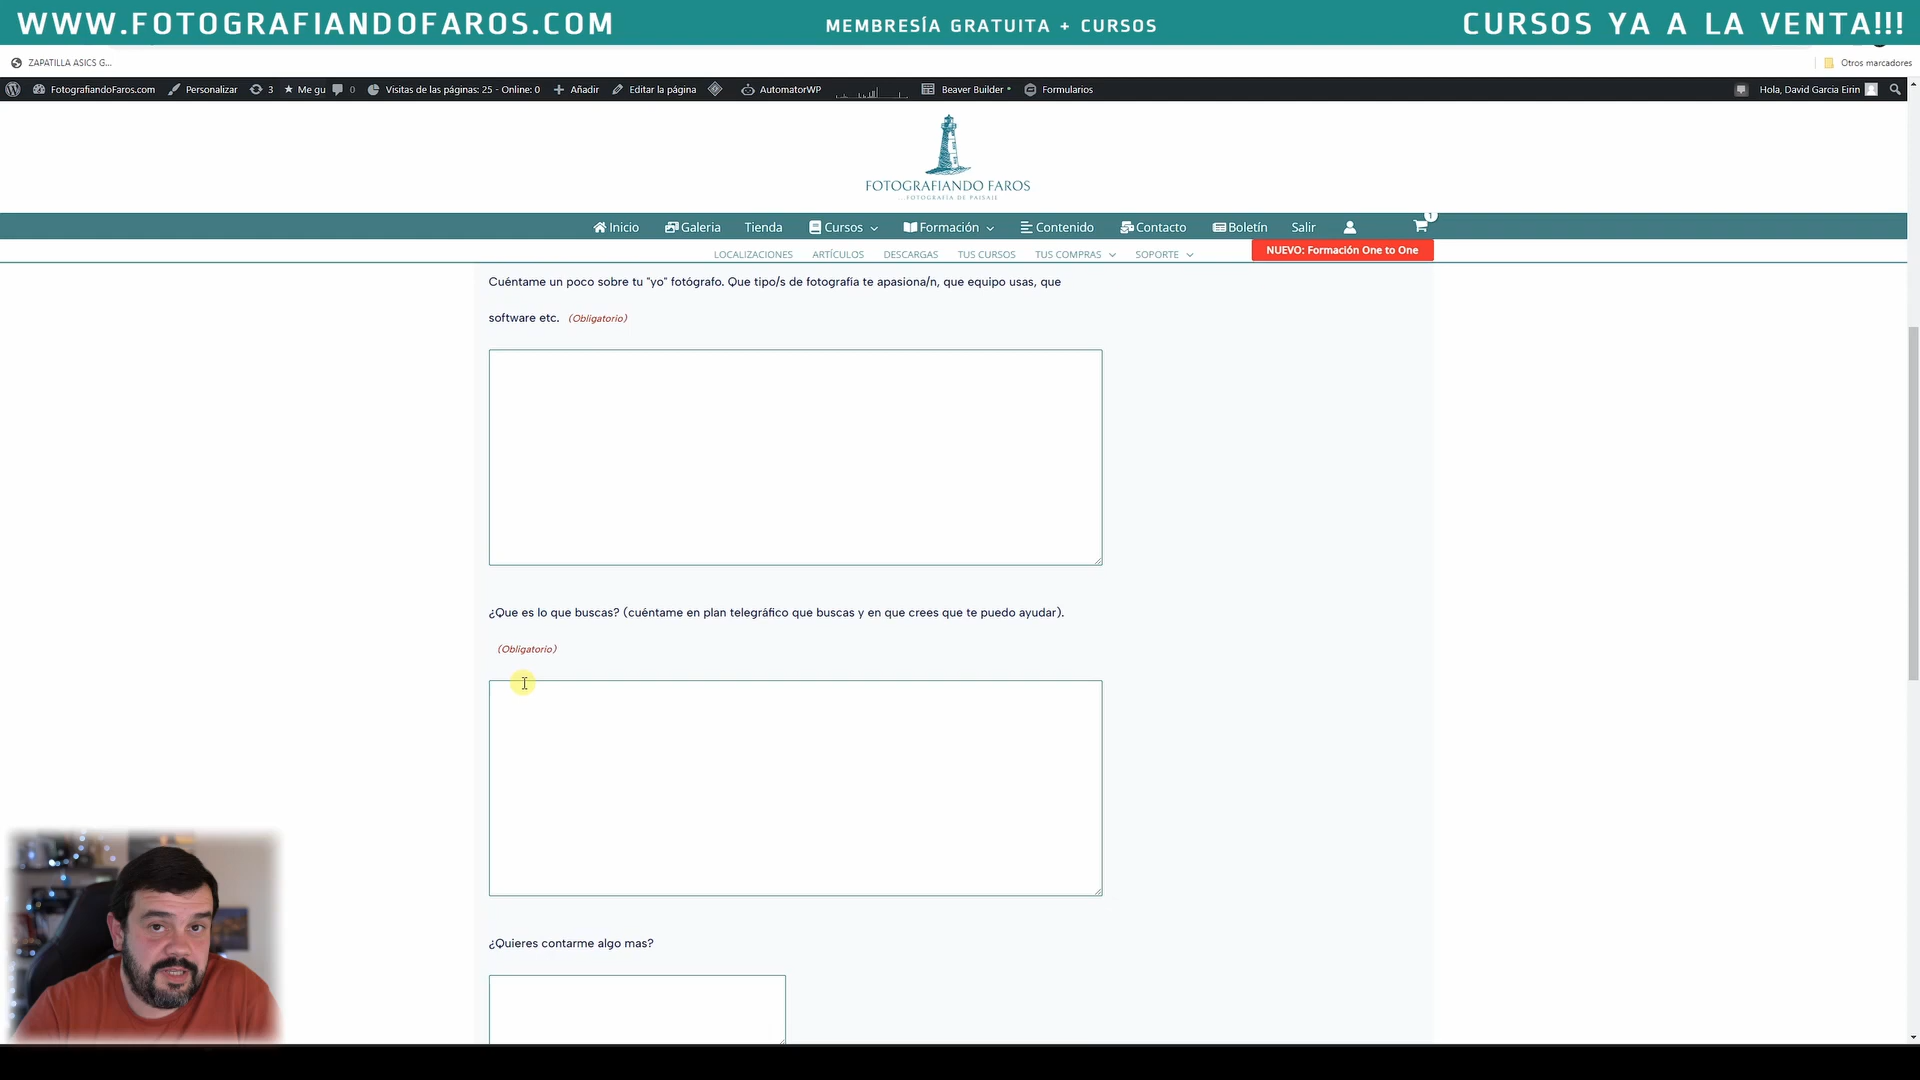 WWW.FOTOGRAFIANDOFAROS.COM
MEMBRESÍA GRATUITA + CURSOS
CURSOS YA A LA VENTA!!!
ZAPATILLA ASICS G...
Otros marcadores
FotografiandoFaros.com Personalizar 3 Me gu 0 Visitas de las páginas: 25 - Online: 0 Añadir Editar la página AutomatorWP Beaver Builder Formularios Hola, David Garcia Eirin
FOTOGRAFIANDO FAROS
...FOTOGRAFÍA DE PAISAJE
1
Inicio Galeria Tienda Cursos Formación Contenido Contacto Boletín Salir
LOCALIZACIONES ARTÍCULOS DESCARGAS TUS CURSOS TUS COMPRAS SOPORTE
NUEVO: Formación One to One
Cuéntame un poco sobre tu "yo" fotógrafo. Que tipo/s de fotografía te apasiona/n, que equipo usas, que
software etc. (Obligatorio)
¿Que es lo que buscas? (cuéntame en plan telegráfico que buscas y en que crees que te puedo ayudar).
(Obligatorio)
¿Quieres contarme algo mas?